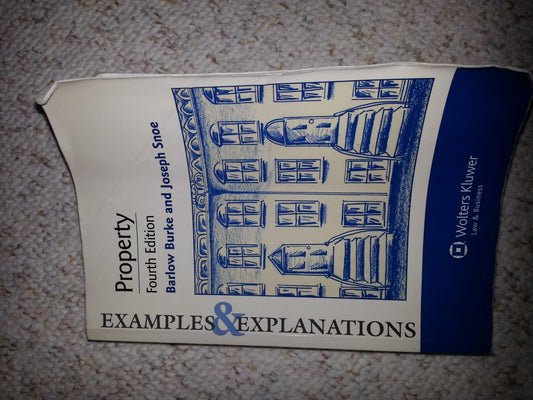 Property
Fourth Edition
Barlow Burke and Joseph Snoe
EXAMPLES & EXPLANATIONS
Wolters Kluwer
Law & Business